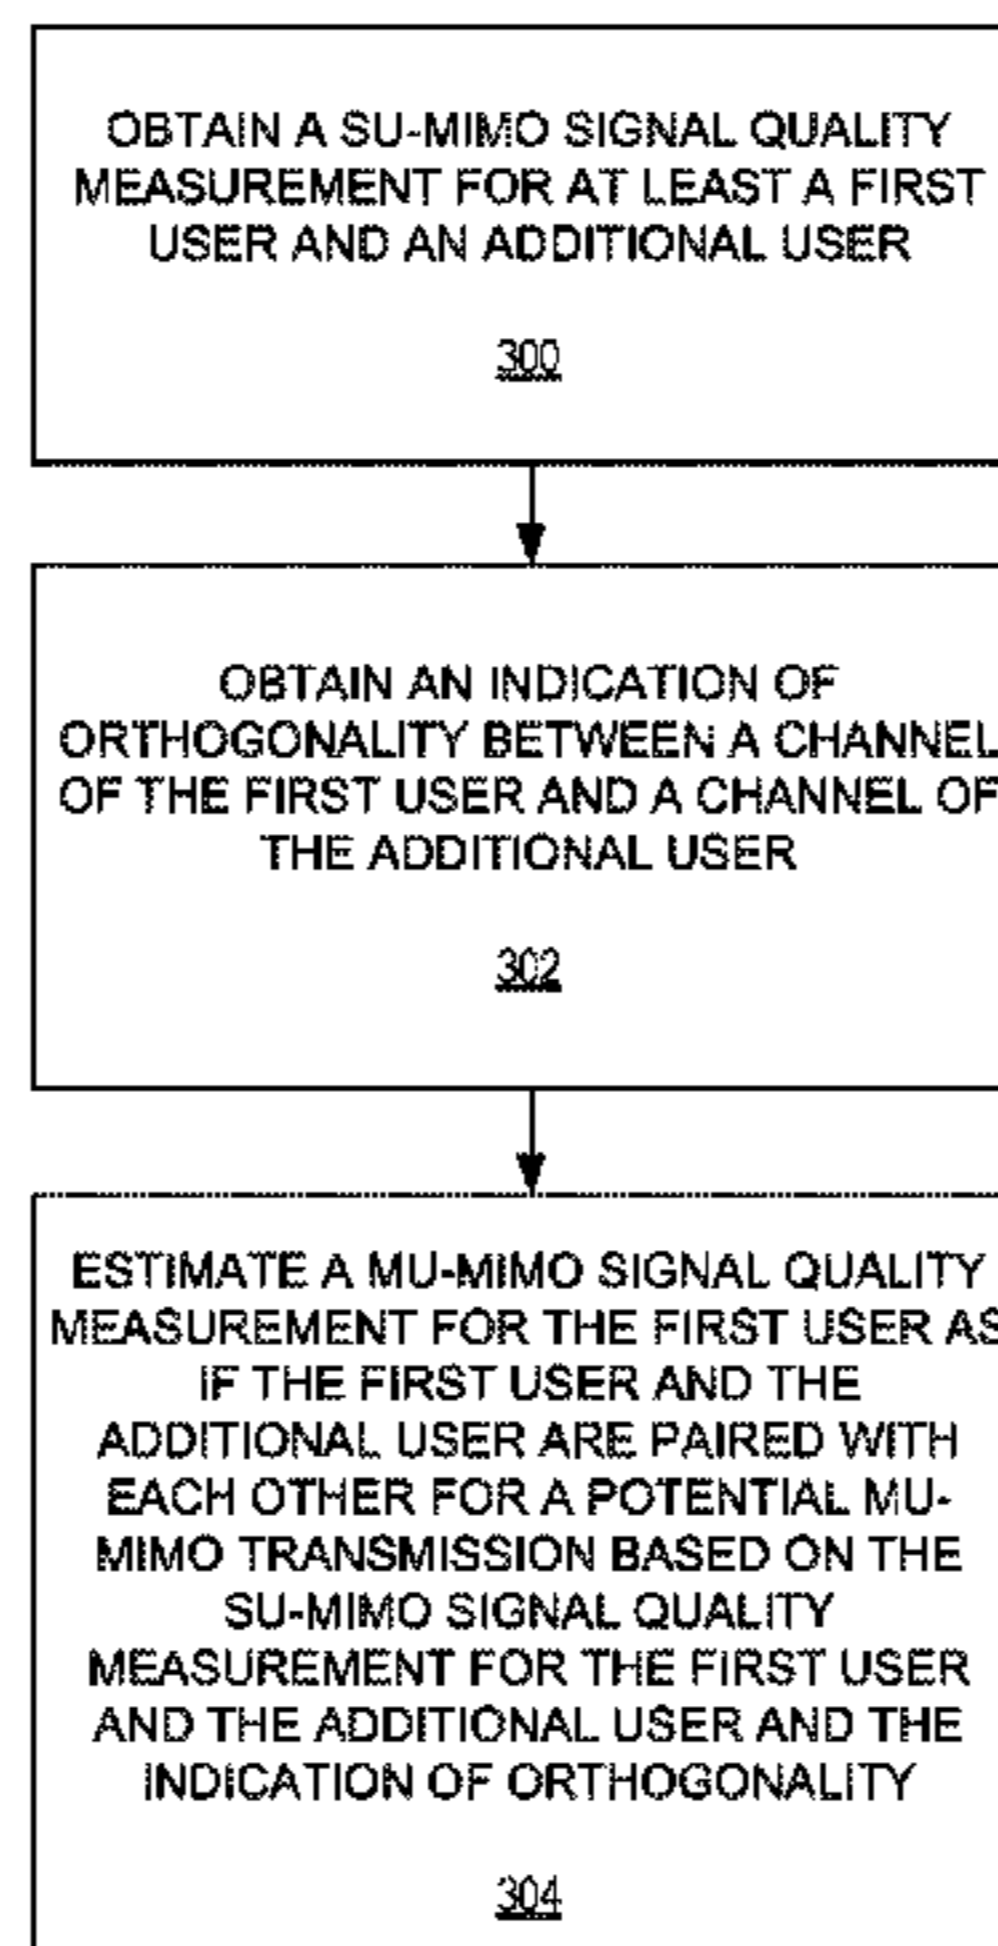 OBTAIN A SU-MIMO SIGNAL QUALITY
MEASUREMENT FOR AT LEAST A FIRST
USER AND AN ADDITIONAL USER
300
OBTAIN AN INDICATION OF
ORTHOGONALITY BETWEEN A CHANNEL
OF THE FIRST USER AND A CHANNEL OF
THE ADDITIONAL USER
302
ESTIMATE A MU-MIMO SIGNAL QUALITY
MEASUREMENT FOR THE FIRST USER AS
IF THE FIRST USER AND THE
ADDITIONAL USER ARE PAIRED WITH
EACH OTHER FOR A POTENTIAL MU-
MIMO TRANSMISSION BASED ON THE
SU-MIMO SIGNAL QUALITY
MEASUREMENT FOR THE FIRST USER
AND THE ADDITIONAL USER AND THE
INDICATION OF ORTHOGONALITY
304